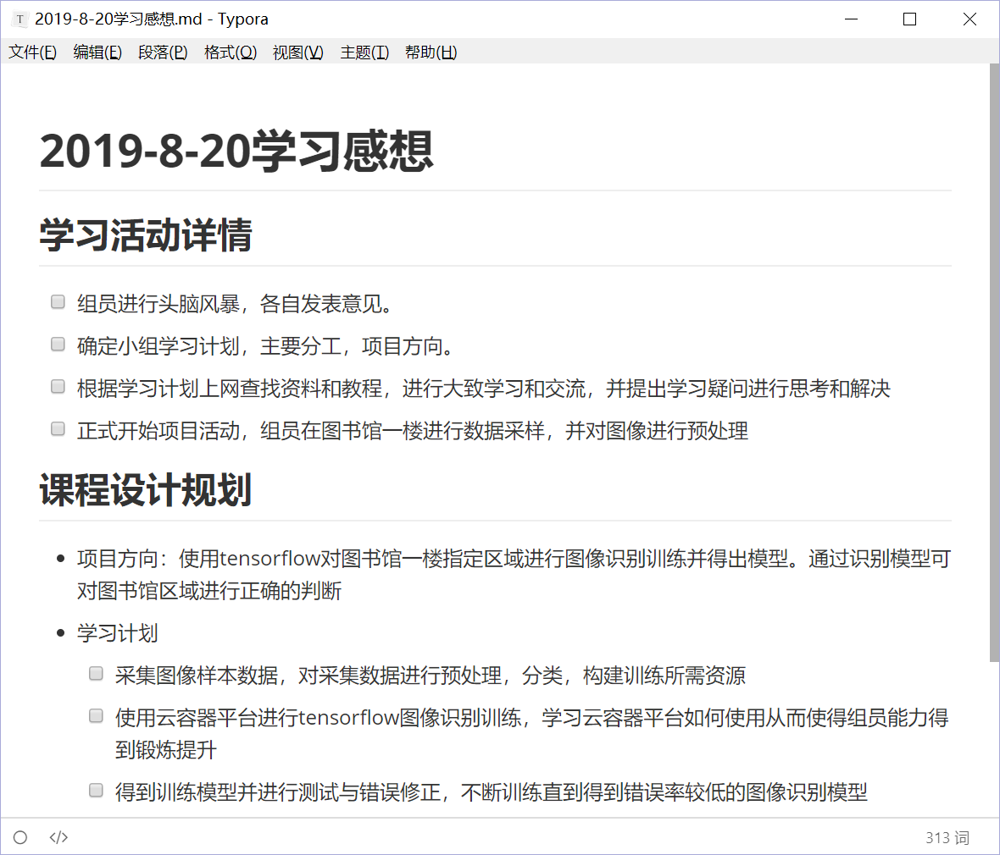 2019-8-20学习感想.md - Typora
文件(F) 编辑(E) 段落(P) 格式(O) 视图(V) 主题(T) 帮助(H)
2019-8-20学习感想
学习活动详情
组员进行头脑风暴，各自发表意见。
确定小组学习计划，主要分工，项目方向。
根据学习计划上网查找资料和教程，进行大致学习和交流，并提出学习疑问进行思考和解决
正式开始项目活动，组员在图书馆一楼进行数据采样，并对图像进行预处理
课程设计规划
项目方向：使用tensorflow对图书馆一楼指定区域进行图像识别训练并得出模型。通过识别模型可
对图书馆区域进行正确的判断
学习计划
采集图像样本数据，对采集数据进行预处理，分类，构建训练所需资源
使用云容器平台进行tensorflow图像识别训练，学习云容器平台如何使用从而使得组员能力得
到锻炼提升
得到训练模型并进行测试与错误修正，不断训练直到得到错误率较低的图像识别模型
313 词